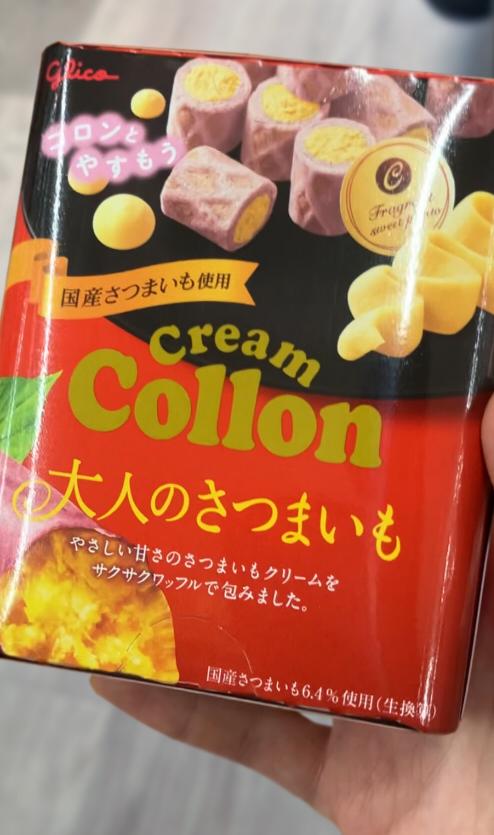 Glico
コロンと
やすもう
C
Fragrant
sweet potato
国産さつまいも使用
Cream
Collon
大人のさつまいも
やさしい甘さのさつまいもクリームを
サクサクワッフルで包みました。
国産さつまいも6.4%使用(生換算)